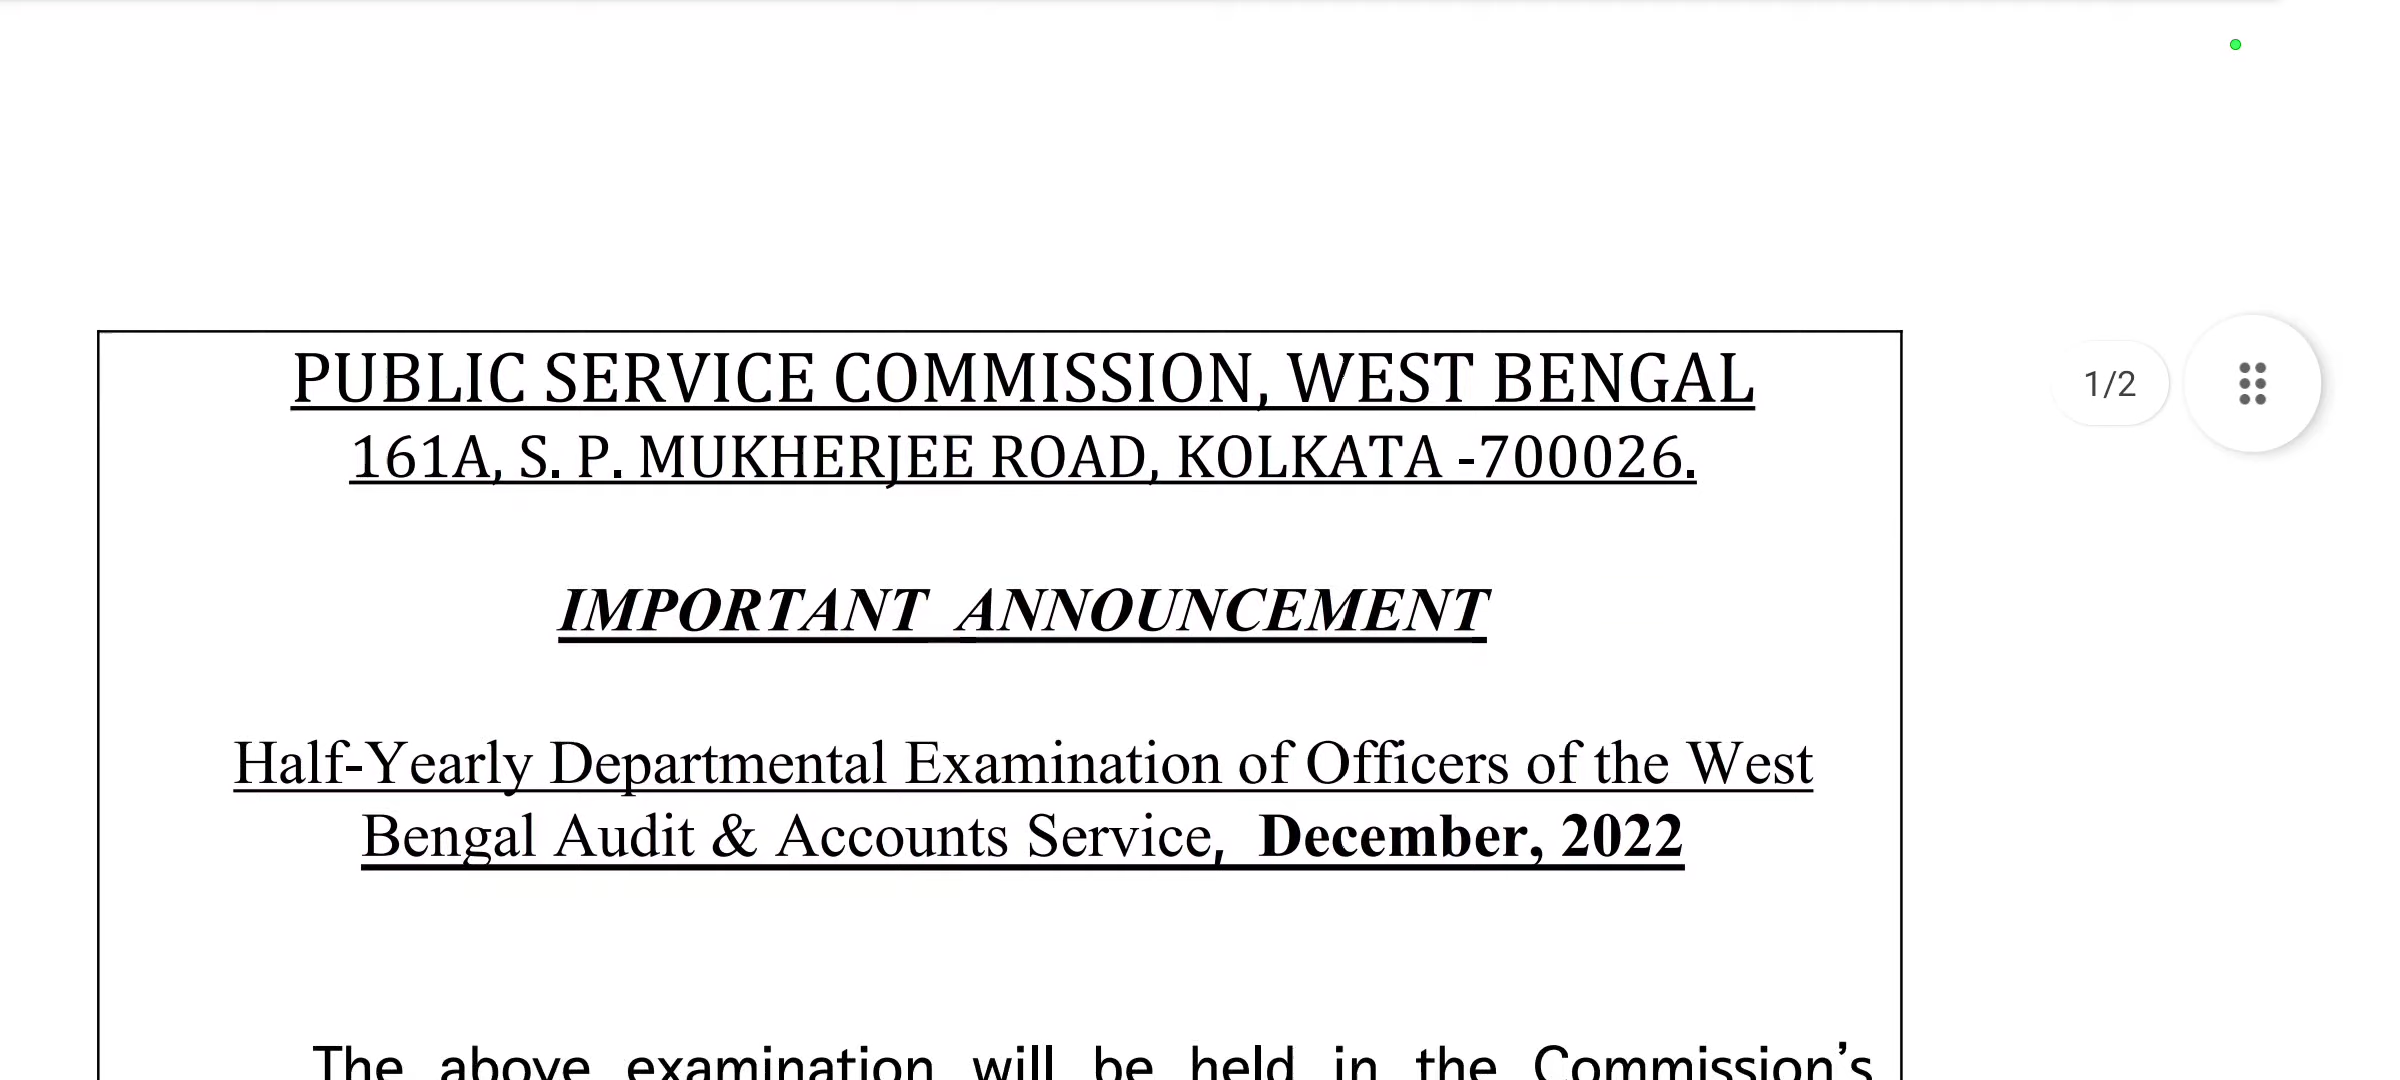 PUBLIC SERVICE COMMISSION, WEST BENGAL
161A, S. P. MUKHERJEE ROAD, KOLKATA -700026.
1/2
IMPORTANT ANNOUNCEMENT
Half-Yearly Departmental Examination of Officers of the West
Bengal Audit & Accounts Service, December, 2022
The above examination will be held in the Commission’s